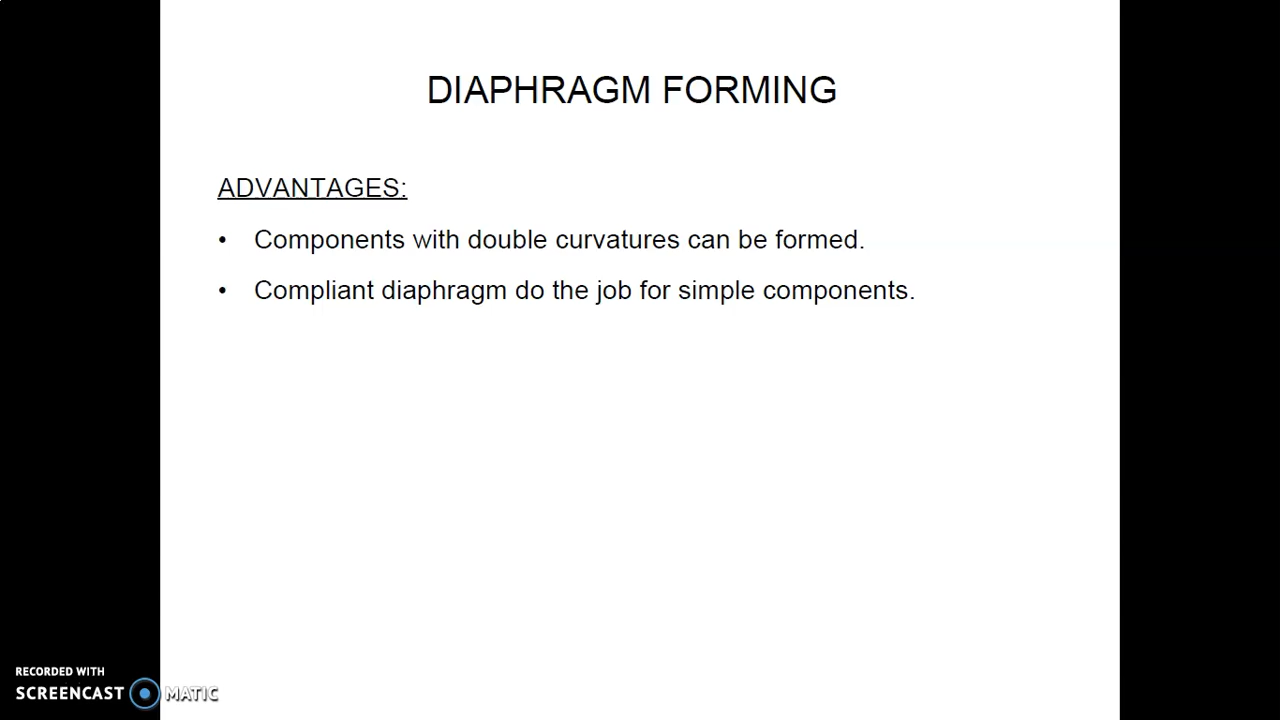 DIAPHRAGM FORMING
ADVANTAGES:
• Components with double curvatures can be formed.
• Compliant diaphragm do the job for simple components.
RECORDED WITH
SCREENCAST MATIC